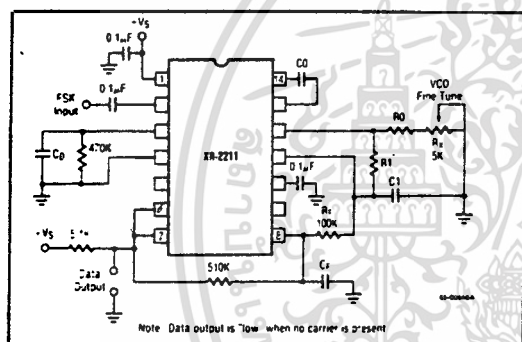 +VS
0.1μF
0.1μF
FSK
Input
1
14
C0
VCO
Fine Tune
R0
Rx
5K
XR-2211
CD
470K
R1
0.1μF
C1
RF
100K
+VS
6
7
8
Data
Output
510K
CF
Note: Data output is "low" when no carrier is present